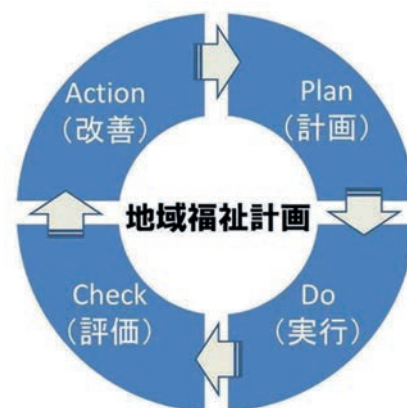 Action
(改善)
Plan
(計画)
地域福祉計画
Check
(評価)
Do
(実行)